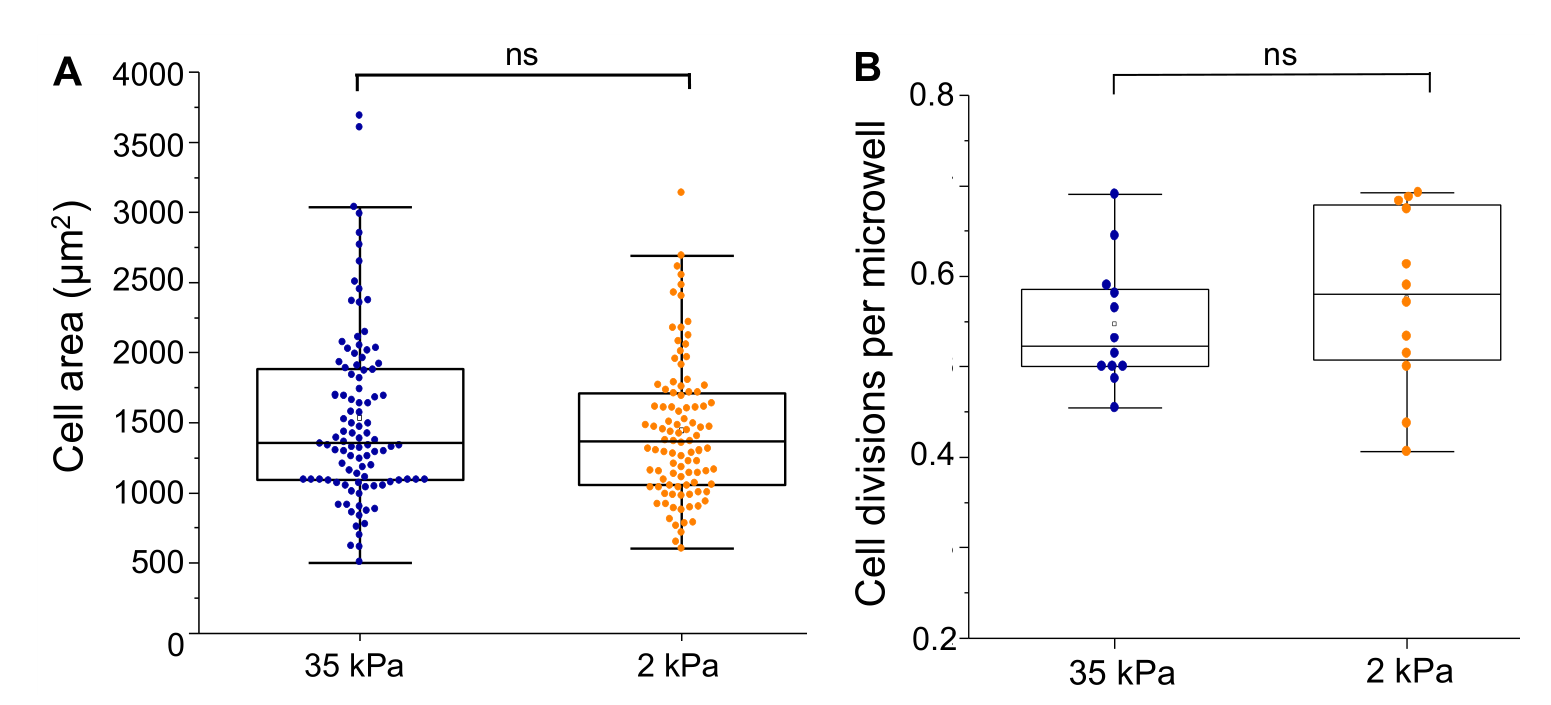 A
ns
4000
3500
3000
2500
2000
1500
1000
500
0
Cell area (µm²)
35 kPa
2 kPa
B
ns
0.8
0.6
0.4
0.2
Cell divisions per microwell
35 kPa
2 kPa